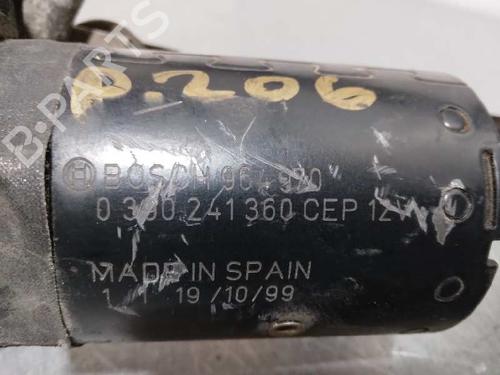 P.206
B-PARTS
BOSCH
0 390 241 360 CEP 12V
MADE IN SPAIN
19/10/99